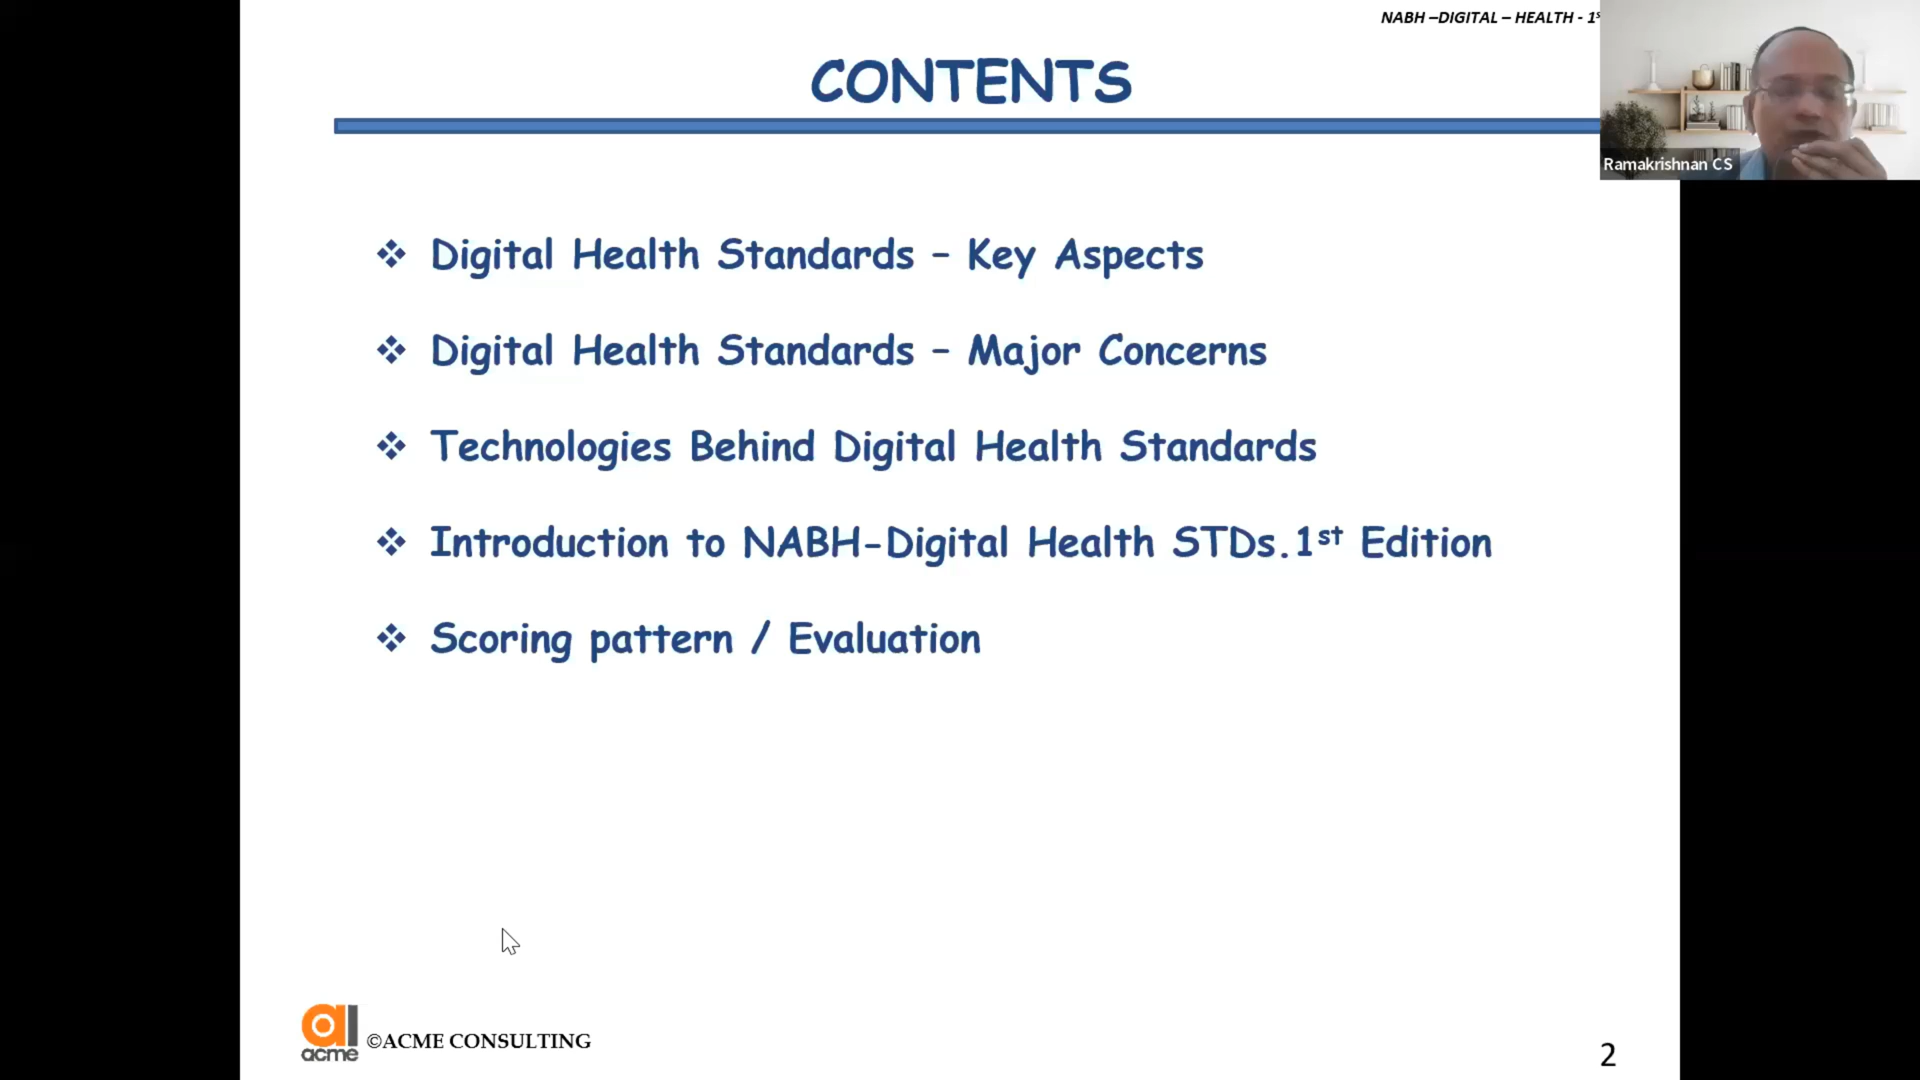 NABH –DIGITAL – HEALTH - 1s
CONTENTS
Ramakrishnan CS
❖ Digital Health Standards – Key Aspects
❖ Digital Health Standards – Major Concerns
❖ Technologies Behind Digital Health Standards
❖ Introduction to NABH-Digital Health STDs.1st Edition
❖ Scoring pattern / Evaluation
acme ©ACME CONSULTING
2